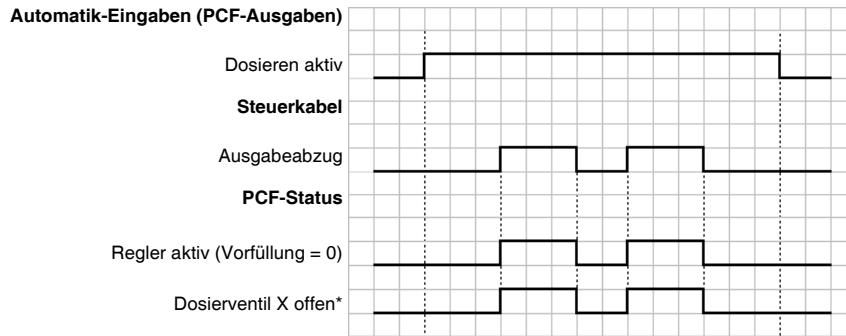 Automatik-Eingaben (PCF-Ausgaben)
Dosieren aktiv
Steuerkabel
Ausgabeabzug
PCF-Status
Regler aktiv (Vorfüllung = 0)
Dosierventil X offen*